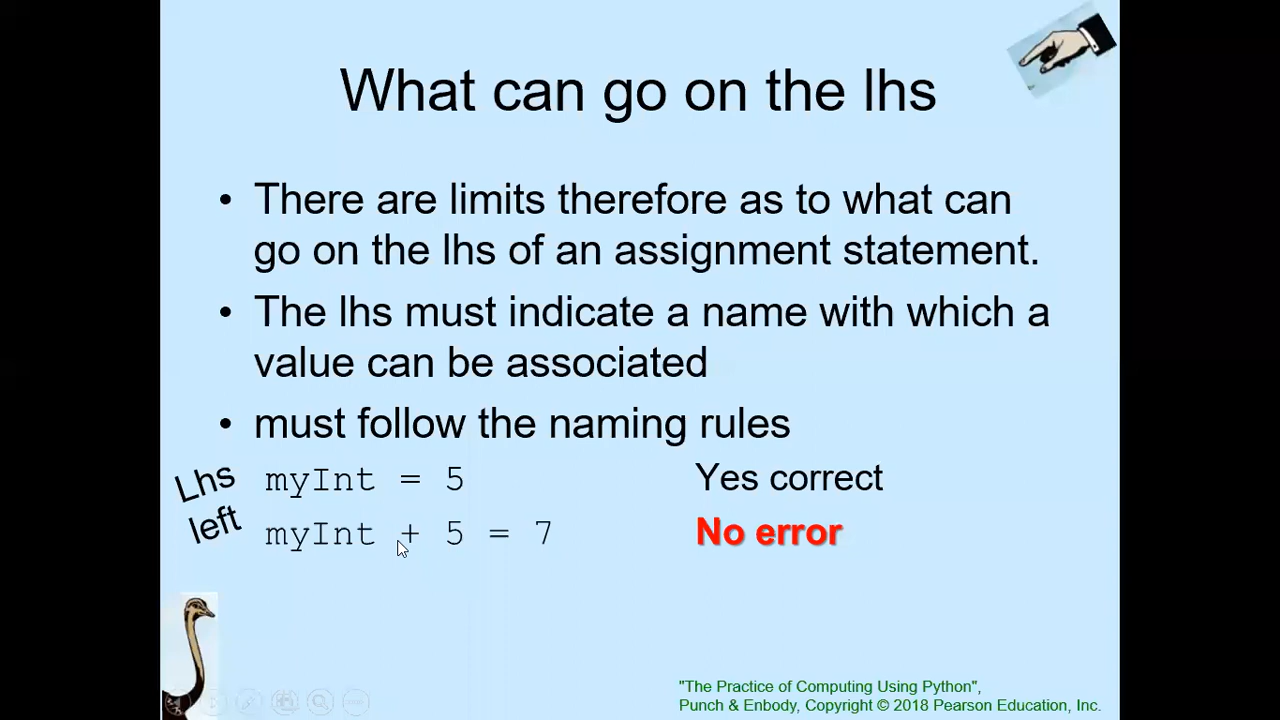 What can go on the lhs
• There are limits therefore as to what can
go on the lhs of an assignment statement.
• The lhs must indicate a name with which a
value can be associated
• must follow the naming rules
Lhs
left
myInt = 5 Yes correct
myInt + 5 = 7 No error
"The Practice of Computing Using Python",
Punch & Enbody, Copyright © 2018 Pearson Education, Inc.